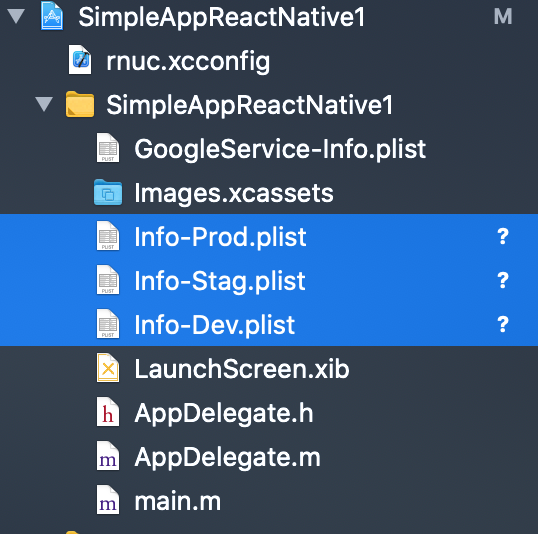 SimpleAppReactNative1 M
rnuc.xcconfig
SimpleAppReactNative1
GoogleService-Info.plist
Images.xcassets
Info-Prod.plist ?
Info-Stag.plist ?
Info-Dev.plist ?
LaunchScreen.xib
h AppDelegate.h
m AppDelegate.m
m main.m